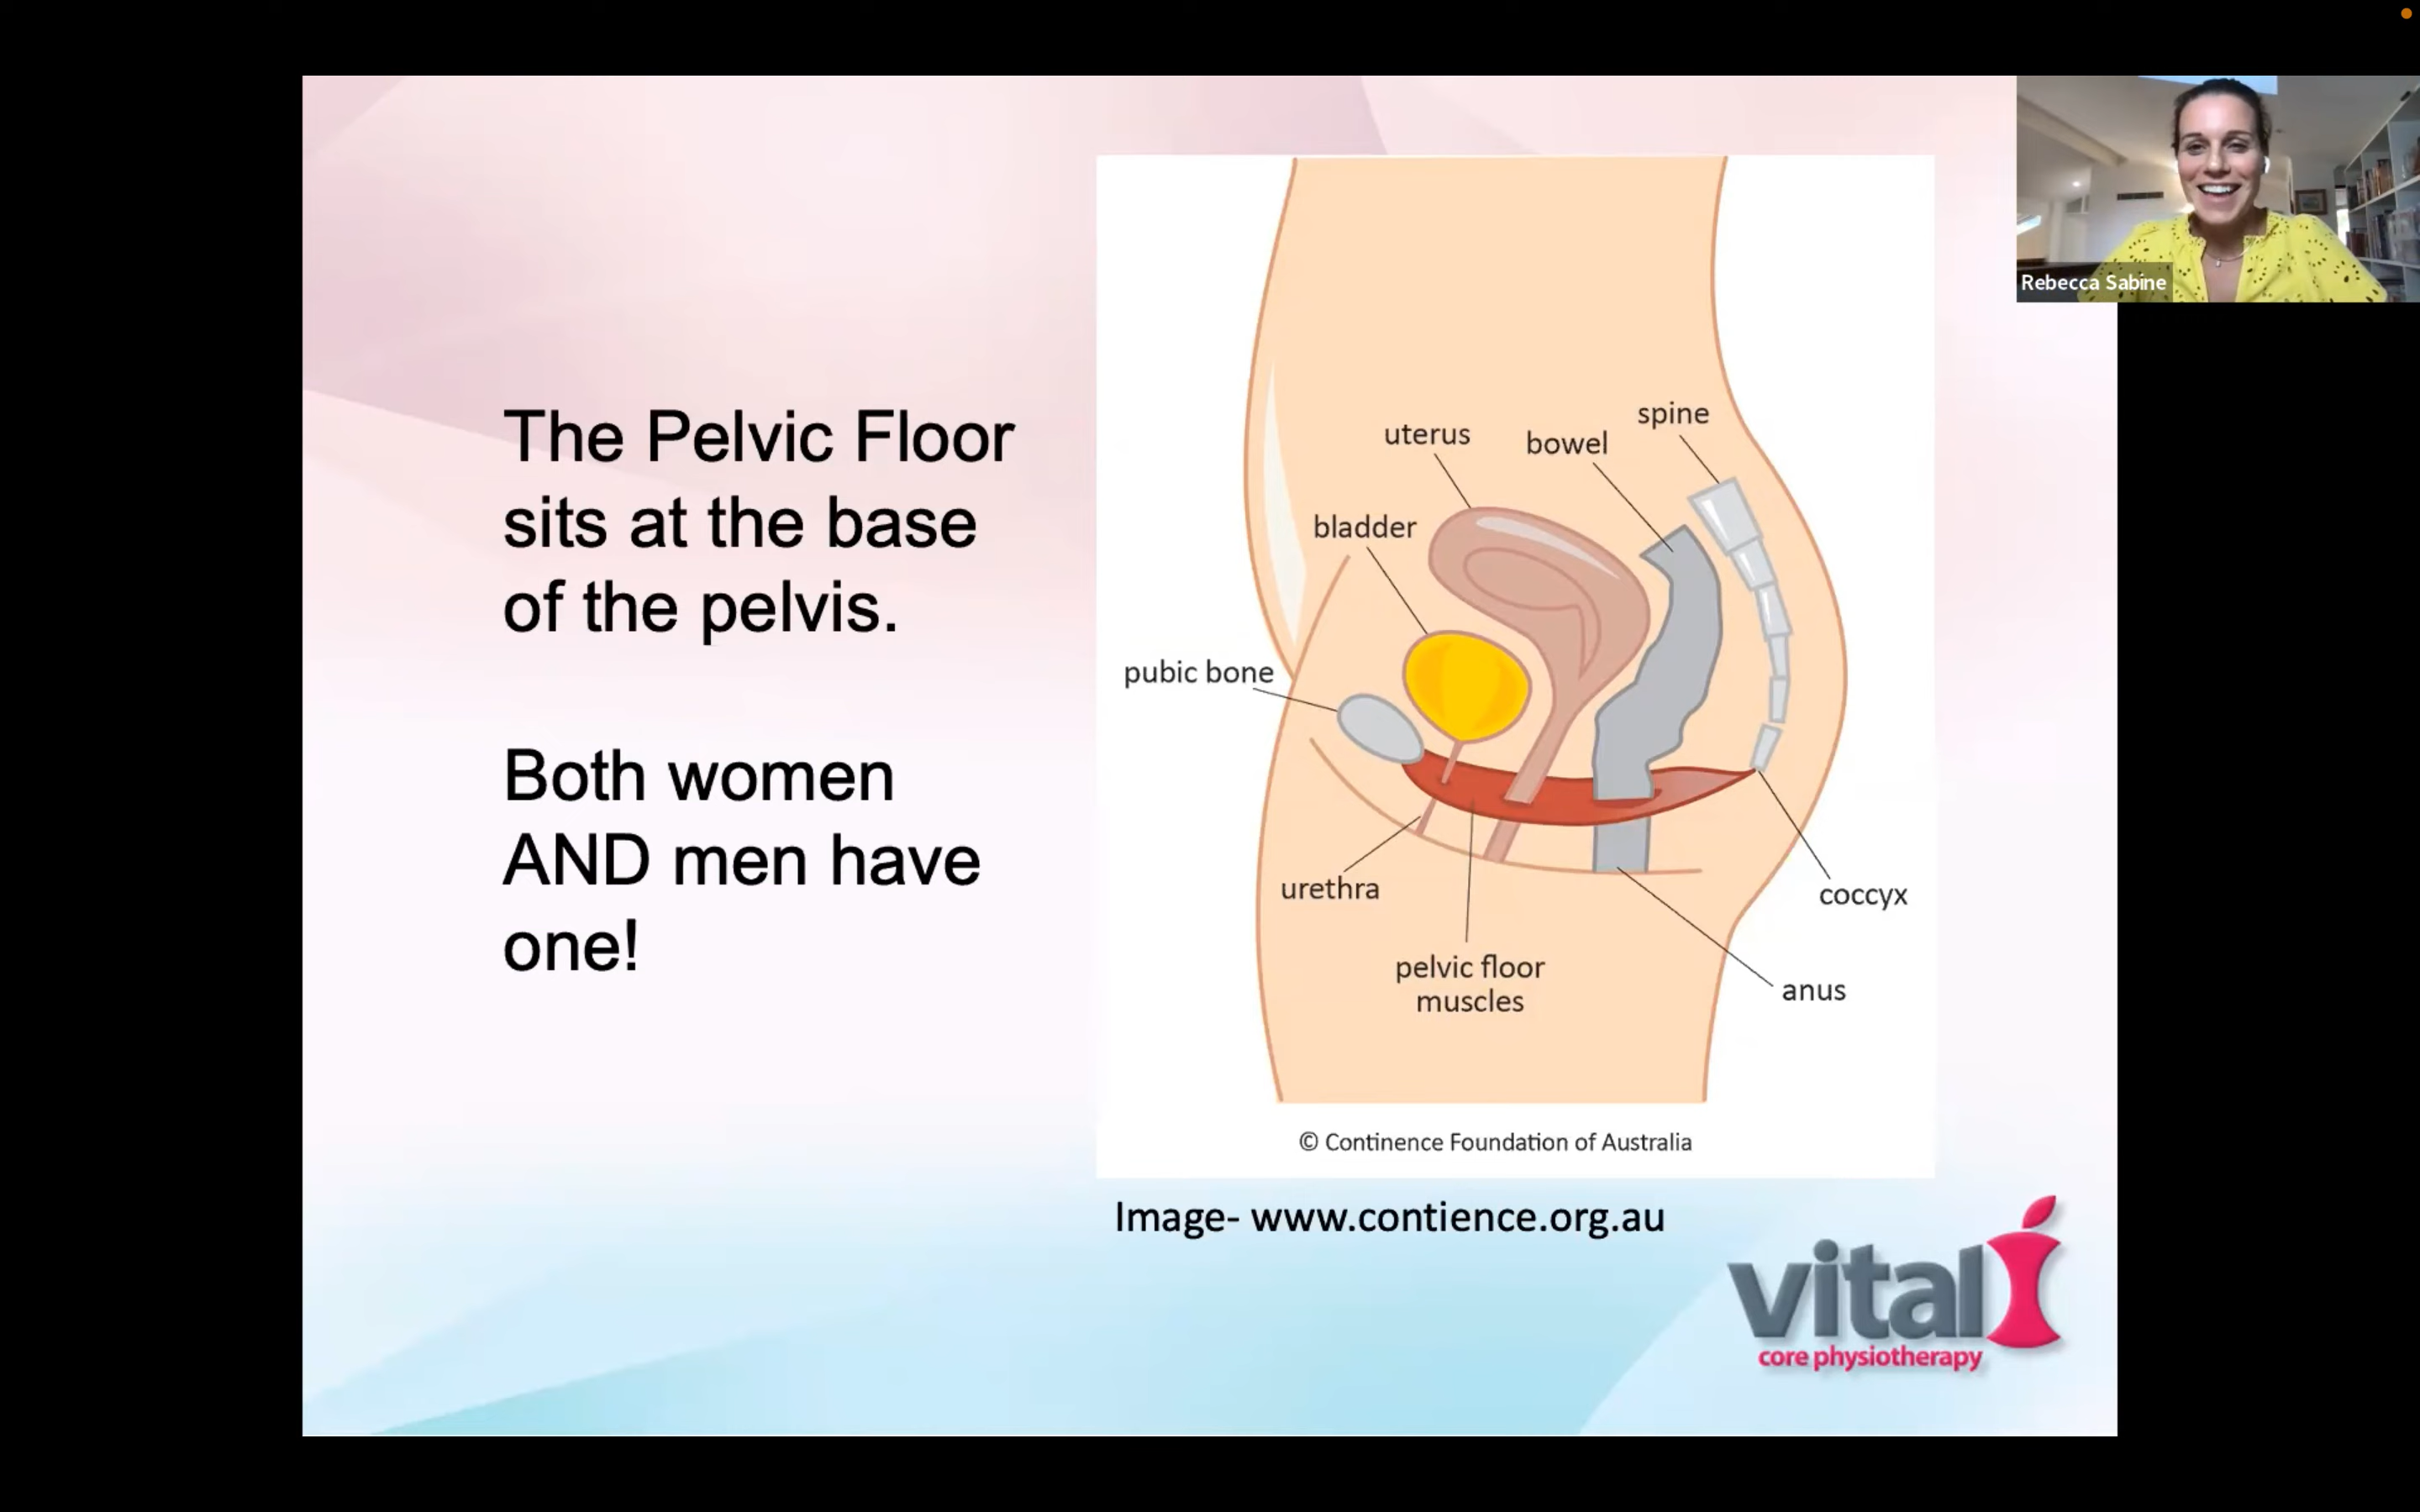 Rebecca Sabine
The Pelvic Floor
sits at the base
of the pelvis.
Both women
AND men have
one!
spine
uterus
bowel
bladder
pubic bone
urethra
coccyx
pelvic floor
muscles
anus
© Continence Foundation of Australia
Image- www.contience.org.au
vital
core physiotherapy